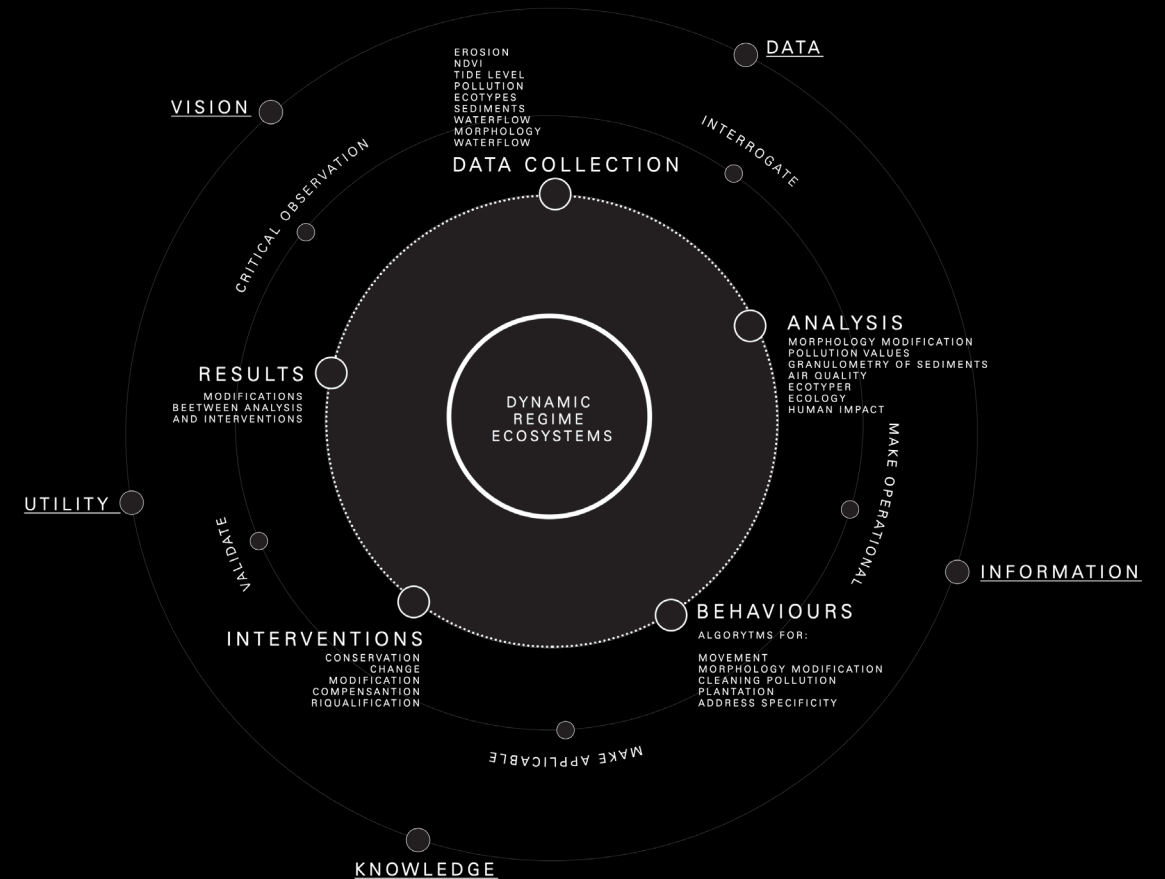 DATA
VISION
EROSION
NDVI
TIDE LEVEL
POLLUTION
ECOTYPES
SEDIMENTS
WATERFLOW
MORPHOLOGY
WATERFLOW
DATA COLLECTION
INTERROGATE
CRITICAL OBSERVATION
ANALYSIS
MORPHOLOGY MODIFICATION
POLLUTION VALUES
GRANULOMETRY OF SEDIMENTS
AIR QUALITY
ECOTYPER
ECOLOGY
HUMAN IMPACT
RESULTS
MODIFICATIONS
BEETWEEN ANALYSIS
AND INTERVENTIONS
DYNAMIC
REGIME
ECOSYSTEMS
MAKE OPERATIONAL
UTILITY
VALIDATE
INFORMATION
BEHAVIOURS
ALGORYTMS FOR:
MOVEMENT
MORPHOLOGY MODIFICATION
CLEANING POLLUTION
PLANTATION
ADDRESS SPECIFICITY
INTERVENTIONS
CONSERVATION
CHANGE
MODIFICATION
COMPENSANTION
RIQUALIFICATION
MAKE APPLICABLE
KNOWLEDGE